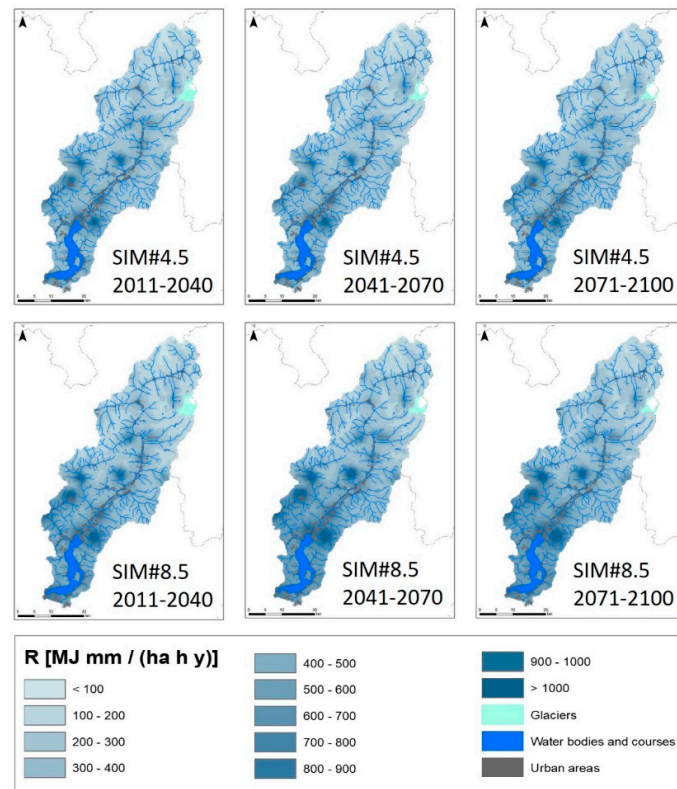 SIM#4.5
2011-2040
SIM#4.5
2041-2070
SIM#4.5
2071-2100
SIM#8.5
2011-2040
SIM#8.5
2041-2070
SIM#8.5
2071-2100
R [MJ mm / (ha h y)]
< 100
100 - 200
200 - 300
300 - 400
400 - 500
500 - 600
600 - 700
700 - 800
800 - 900
900 - 1000
> 1000
Glaciers
Water bodies and courses
Urban areas